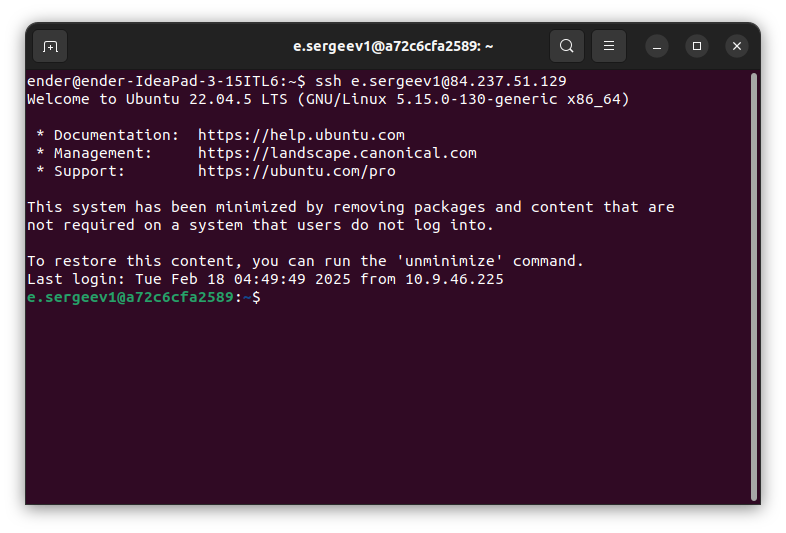 e.sergeev1@a72c6cfa2589: ~
ender@ender-IdeaPad-3-15ITL6:~$ ssh e.sergeev1@84.237.51.129
Welcome to Ubuntu 22.04.5 LTS (GNU/Linux 5.15.0-130-generic x86_64)
 * Documentation:  https://help.ubuntu.com
 * Management:     https://landscape.canonical.com
 * Support:        https://ubuntu.com/pro
This system has been minimized by removing packages and content that are
not required on a system that users do not log into.
To restore this content, you can run the 'unminimize' command.
Last login: Tue Feb 18 04:49:49 2025 from 10.9.46.225
e.sergeev1@a72c6cfa2589:~$